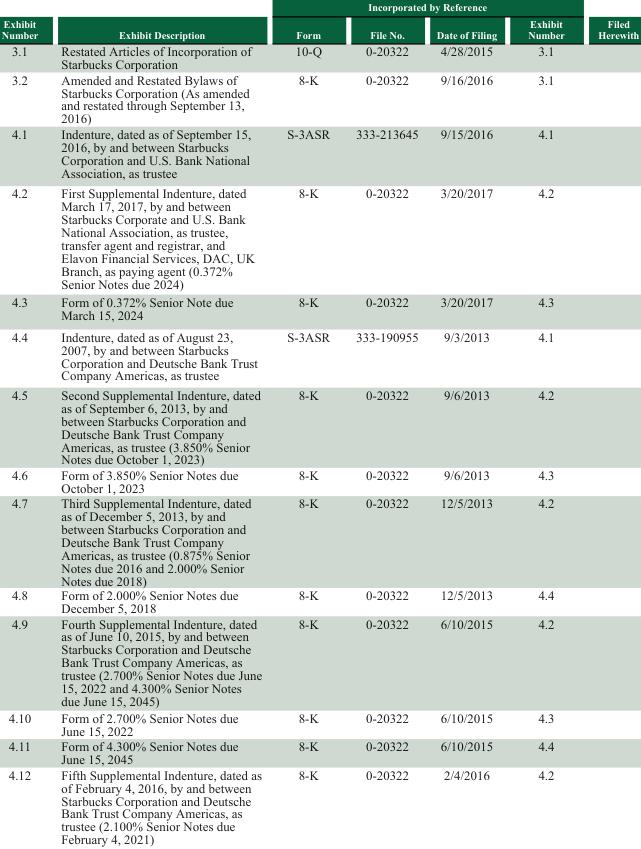 Incorporated by Reference
Exhibit Number Exhibit Description Form File No. Date of Filing Exhibit Number Filed Herewith
3.1 Restated Articles of Incorporation of 10-Q 0-20322 4/28/2015 3.1
Starbucks Corporation
3.2 Amended and Restated Bylaws of 8-K 0-20322 9/16/2016 3.1
Starbucks Corporation (As amended
and restated through September 13,
2016)
4.1 Indenture, dated as of September 15, S-3ASR 333-213645 9/15/2016 4.1
2016, by and between Starbucks
Corporation and U.S. Bank National
Association, as trustee
4.2 First Supplemental Indenture, dated 8-K 0-20322 3/20/2017 4.2
March 17, 2017, by and between
Starbucks Corporate and U.S. Bank
National Association, as trustee,
transfer agent and registrar, and
Elavon Financial Services, DAC, UK
Branch, as paying agent (0.372%
Senior Notes due 2024)
4.3 Form of 0.372% Senior Note due 8-K 0-20322 3/20/2017 4.3
March 15, 2024
4.4 Indenture, dated as of August 23, S-3ASR 333-190955 9/3/2013 4.1
2007, by and between Starbucks
Corporation and Deutsche Bank Trust
Company Americas, as trustee
4.5 Second Supplemental Indenture, dated 8-K 0-20322 9/6/2013 4.2
as of September 6, 2013, by and
between Starbucks Corporation and
Deutsche Bank Trust Company
Americas, as trustee (3.850% Senior
Notes due October 1, 2023)
4.6 Form of 3.850% Senior Notes due 8-K 0-20322 9/6/2013 4.3
October 1, 2023
4.7 Third Supplemental Indenture, dated 8-K 0-20322 12/5/2013 4.2
as of December 5, 2013, by and
between Starbucks Corporation and
Deutsche Bank Trust Company
Americas, as trustee (0.875% Senior
Notes due 2016 and 2.000% Senior
Notes due 2018)
4.8 Form of 2.000% Senior Notes due 8-K 0-20322 12/5/2013 4.4
December 5, 2018
4.9 Fourth Supplemental Indenture, dated 8-K 0-20322 6/10/2015 4.2
as of June 10, 2015, by and between
Starbucks Corporation and Deutsche
Bank Trust Company Americas, as
trustee (2.700% Senior Notes due June
15, 2022 and 4.300% Senior Notes
due June 15, 2045)
4.10 Form of 2.700% Senior Notes due 8-K 0-20322 6/10/2015 4.3
June 15, 2022
4.11 Form of 4.300% Senior Notes due 8-K 0-20322 6/10/2015 4.4
June 15, 2045
4.12 Fifth Supplemental Indenture, dated as 8-K 0-20322 2/4/2016 4.2
of February 4, 2016, by and between
Starbucks Corporation and Deutsche
Bank Trust Company Americas, as
trustee (2.100% Senior Notes due
February 4, 2021)